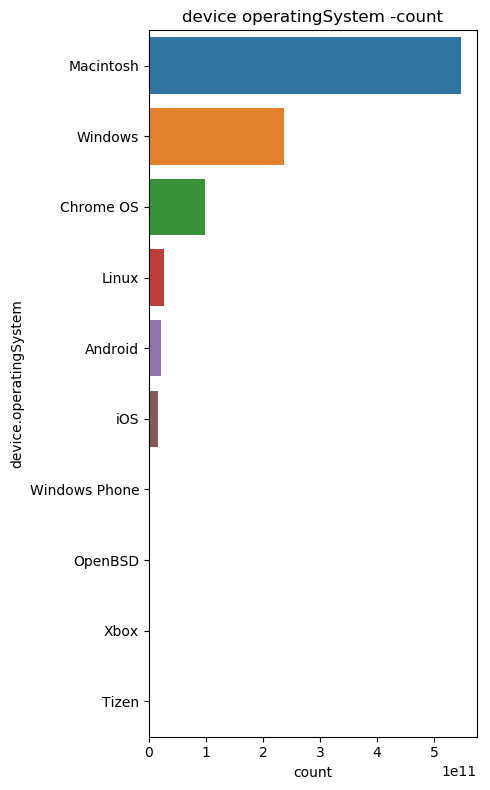 device operatingSystem -count
Macintosh
Windows
Chrome OS
Linux
Android
iOS
Windows Phone
OpenBSD
Xbox
Tizen
device.operatingSystem
0 1 2 3 4 5
1e11
count